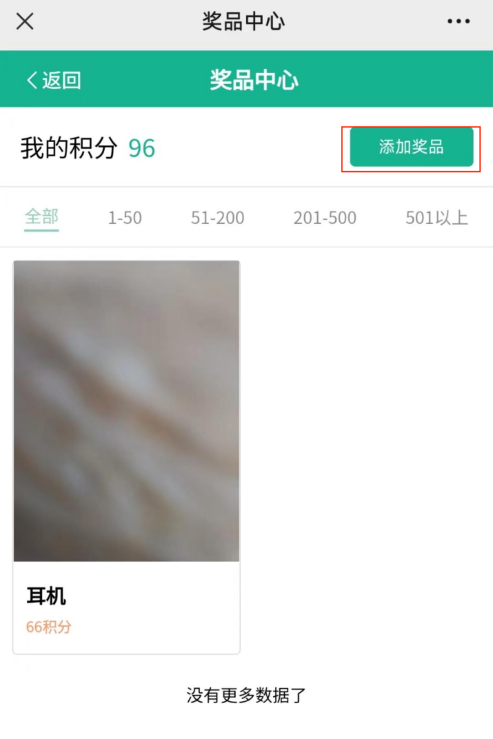 奖品中心
返回 奖品中心
我的积分 96 添加奖品
全部 1-50 51-200 201-500 501以上
耳机
66积分
没有更多数据了